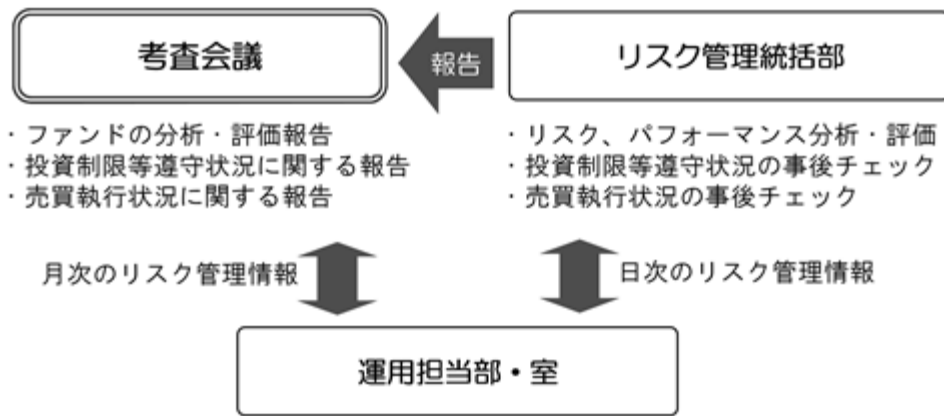 考査会議
報告
リスク管理統括部
・ファンドの分析・評価報告
・投資制限等遵守状況に関する報告
・売買執行状況に関する報告
・リスク、パフォーマンス分析・評価
・投資制限等遵守状況の事後チェック
・売買執行状況の事後チェック
月次のリスク管理情報
日次のリスク管理情報
運用担当部・室